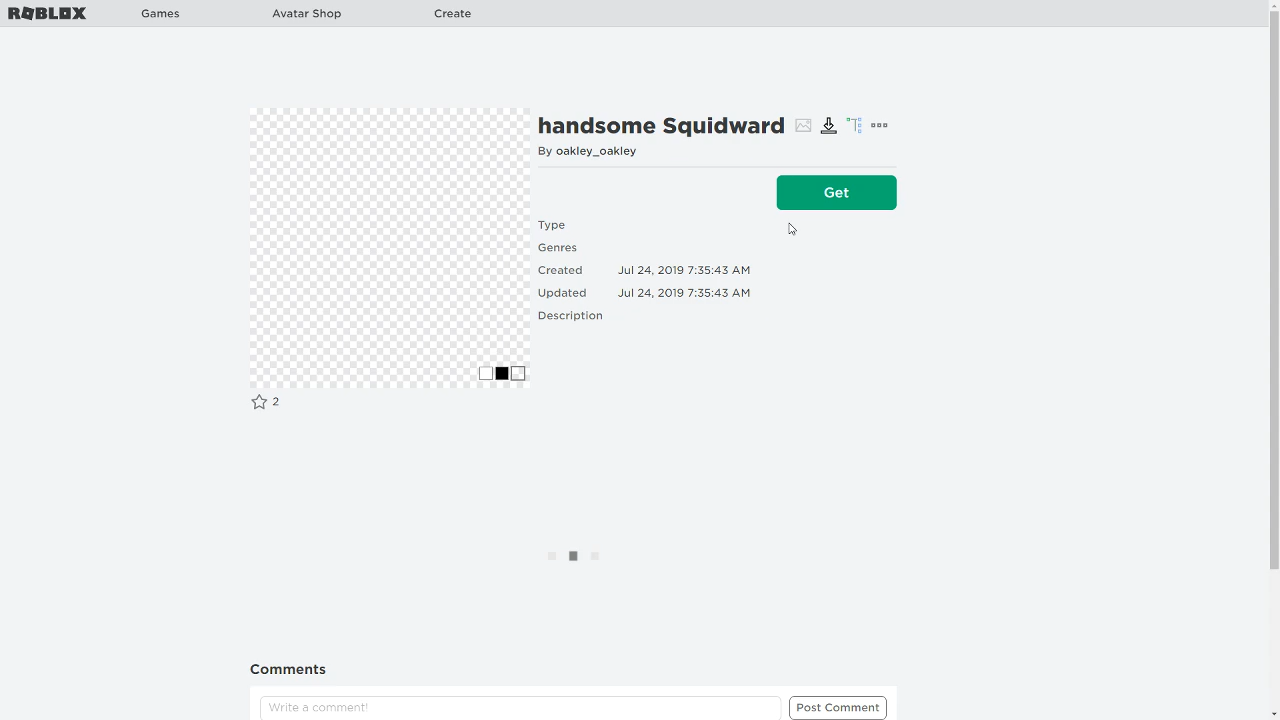 ROBLOX Games Avatar Shop Create
handsome Squidward
By oakley_oakley
Get
Type
Genres
Created Jul 24, 2019 7:35:43 AM
Updated Jul 24, 2019 7:35:43 AM
Description
2
Comments
Write a comment!
Post Comment